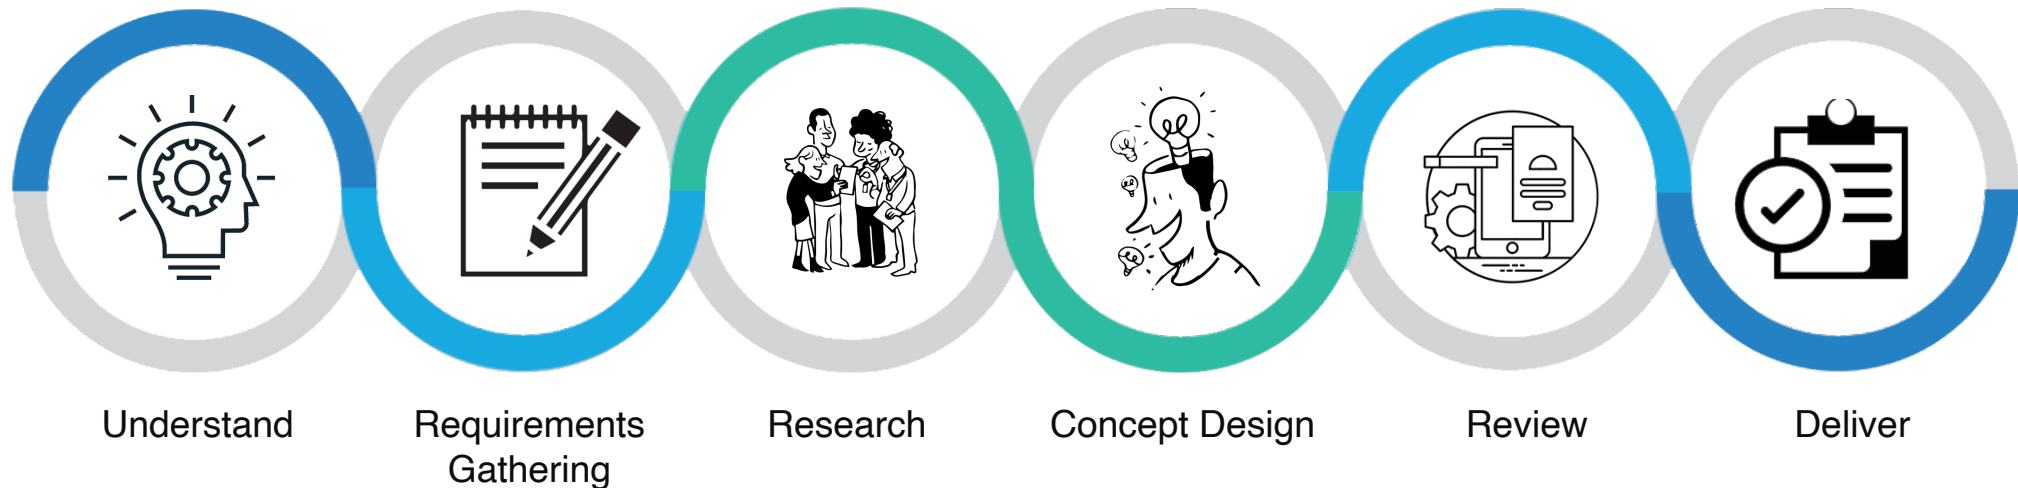 Understand
Requirements
Gathering
Research
Concept Design
Review
Deliver